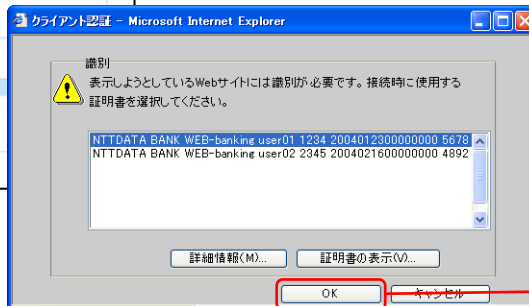 クライアント認証 - Microsoft Internet Explorer
識別
表示しようとしているWebサイトには識別が必要です。接続時に使用する
証明書を選択してください。
NTTDATA BANK WEB-banking user01 1234 2004012300000000 5678
NTTDATA BANK WEB-banking user02 2345 2004021600000000 4892
詳細情報(M)... 証明書の表示(V)...
OK キャンセル